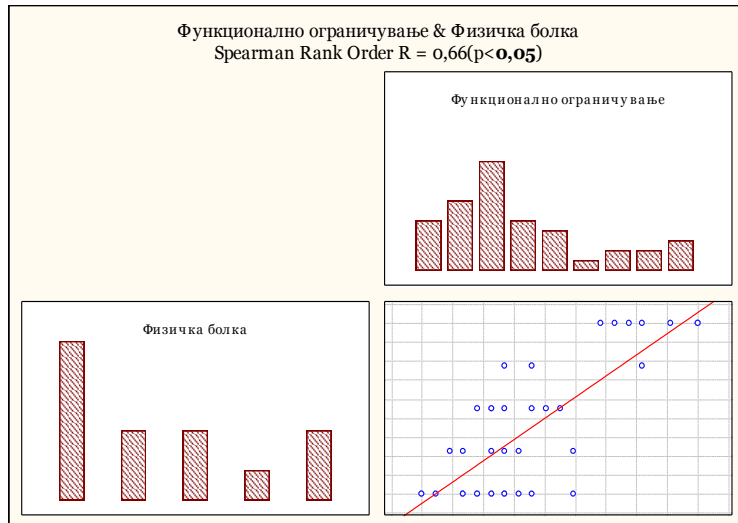 Функционално ограничување & Физичка болка
Spearman Rank Order R = 0,66(p<0,05)
Функционално ограничување
Физичка болка